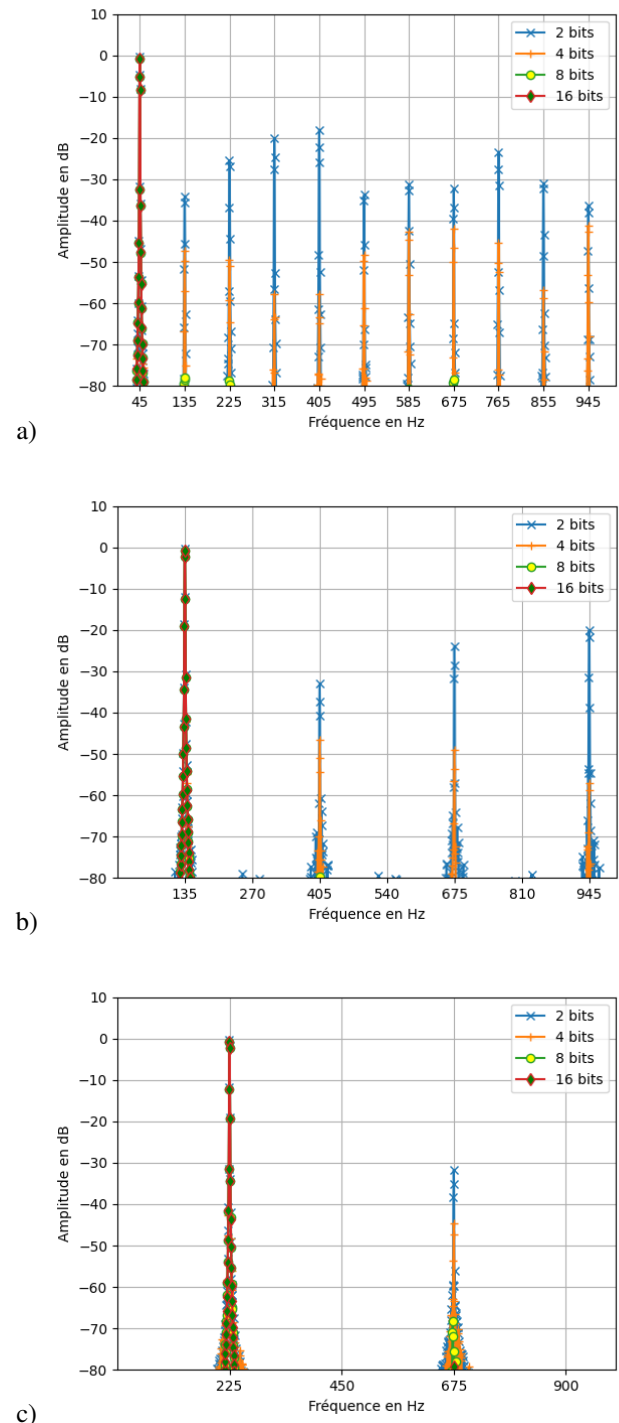 10
0
−10
−20
−30
−40
−50
−60
−70
−80
Amplitude en dB
2 bits
4 bits
8 bits
16 bits
45 135 225 315 405 495 585 675 765 855 945
Fréquence en Hz
a)
10
0
−10
−20
−30
−40
−50
−60
−70
−80
Amplitude en dB
2 bits
4 bits
8 bits
16 bits
135 270 405 540 675 810 945
Fréquence en Hz
b)
10
0
−10
−20
−30
−40
−50
−60
−70
−80
Amplitude en dB
2 bits
4 bits
8 bits
16 bits
225 450 675 900
Fréquence en Hz
c)